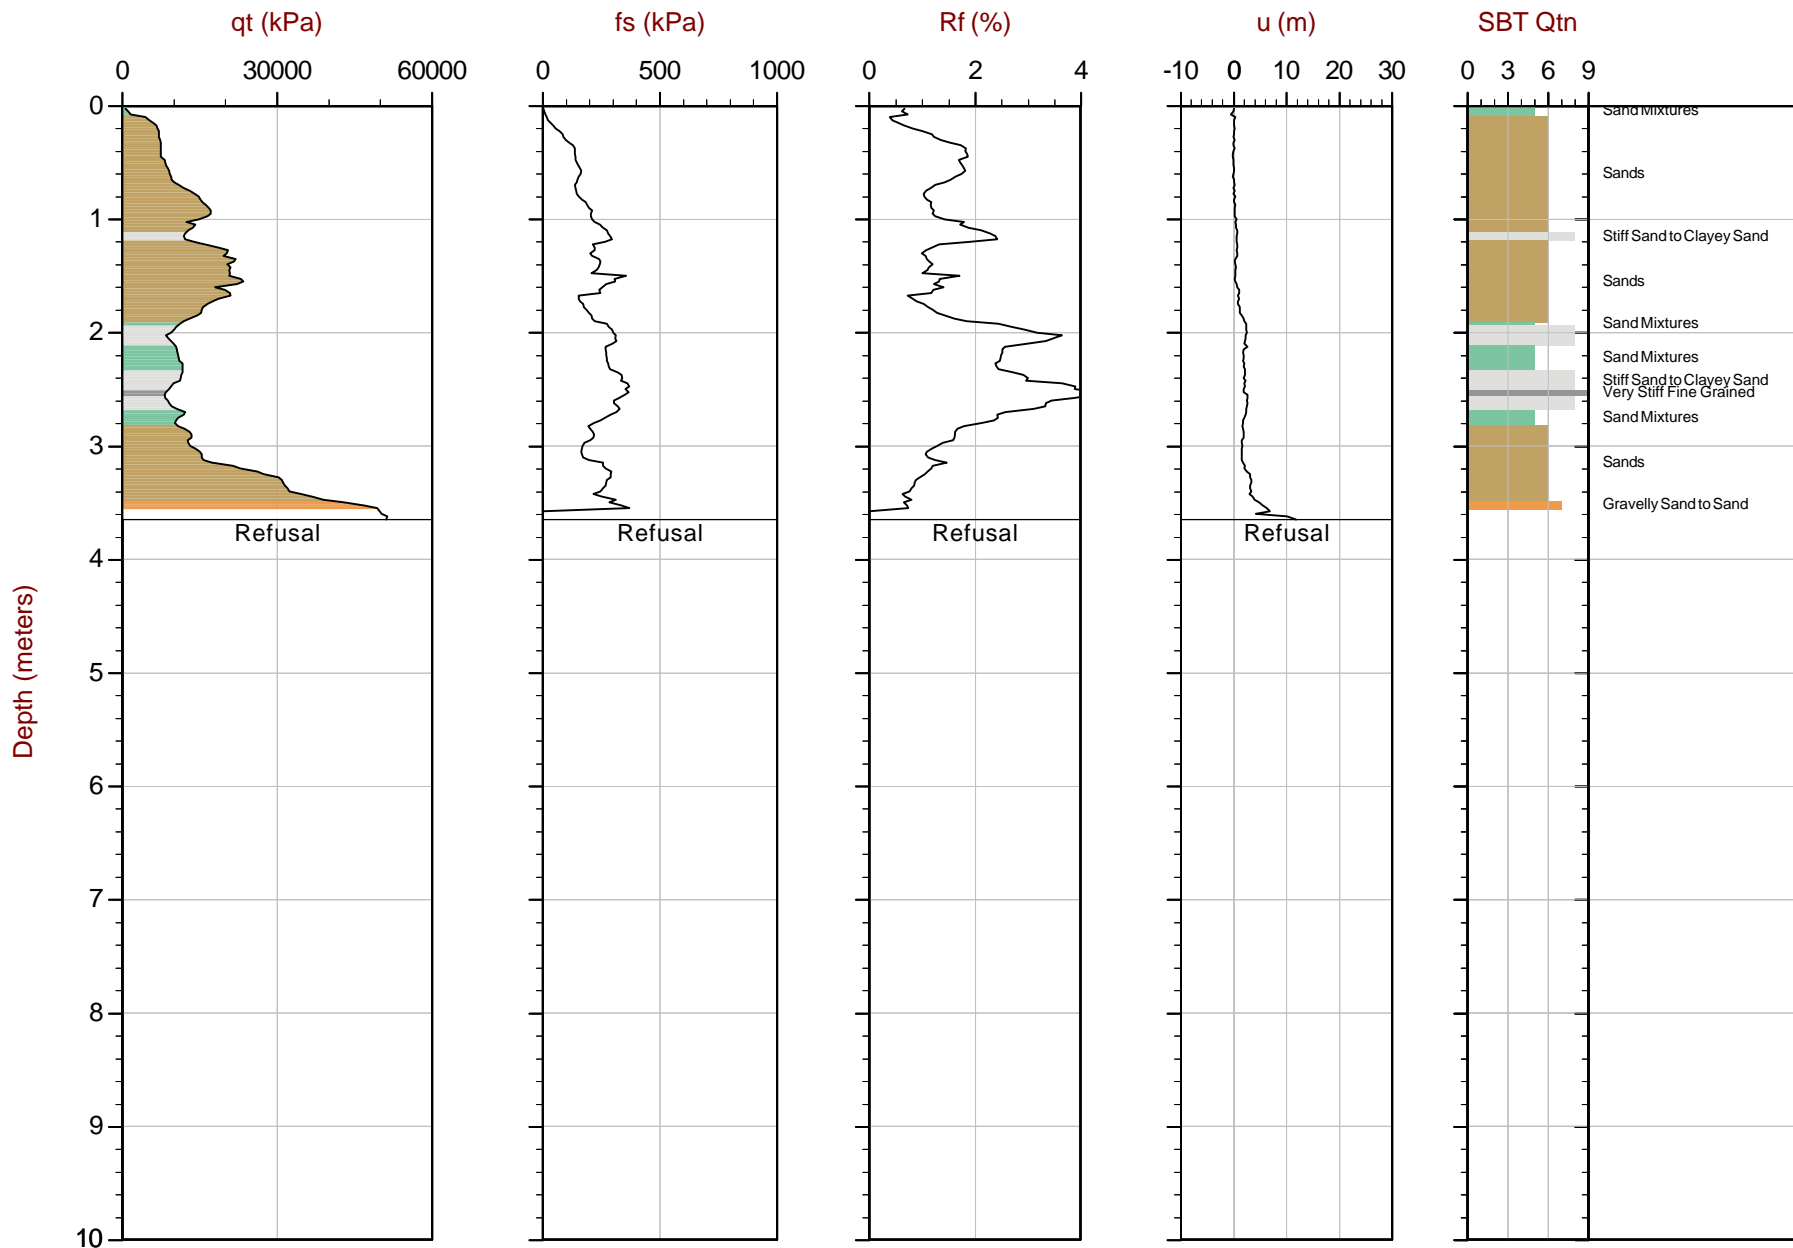 qt (kPa) fs (kPa) Rf (%) u (m) SBT Qtn
0 30000 60000 0 500 1000 0 2 4 -10 0 10 20 30 0 3 6 9
0
Sand Mixtures
Sands
1
Stiff Sand to Clayey Sand
Sands
Sand Mixtures
2
Sand Mixtures
Stiff Sand to Clayey Sand
Very Stiff Fine Grained
Sand Mixtures
3
Sands
Gravelly Sand to Sand
Refusal Refusal Refusal Refusal
4
5
Depth (meters)
6
7
8
9
10